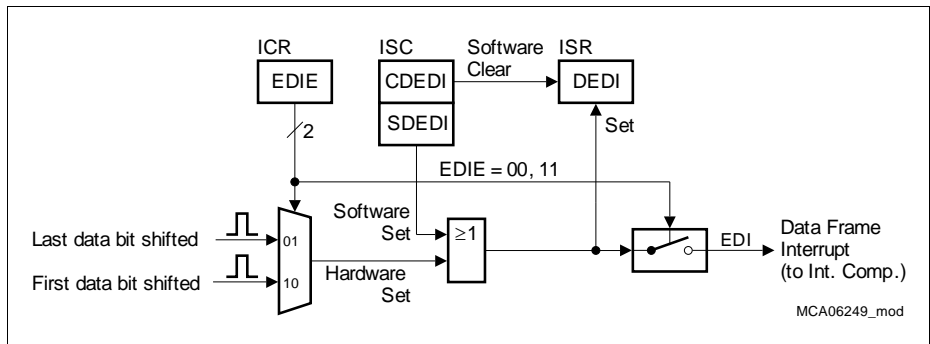 ICR
ISC
Software
Clear
ISR
EDIE
CDEDI
DEDI
SDEDI
2
Set
EDIE = 00, 11
Software
Set
≥1
Last data bit shifted
01
First data bit shifted
10
Hardware
Set
EDI
Data Frame
Interrupt
(to Int. Comp.)
MCA06249_mod